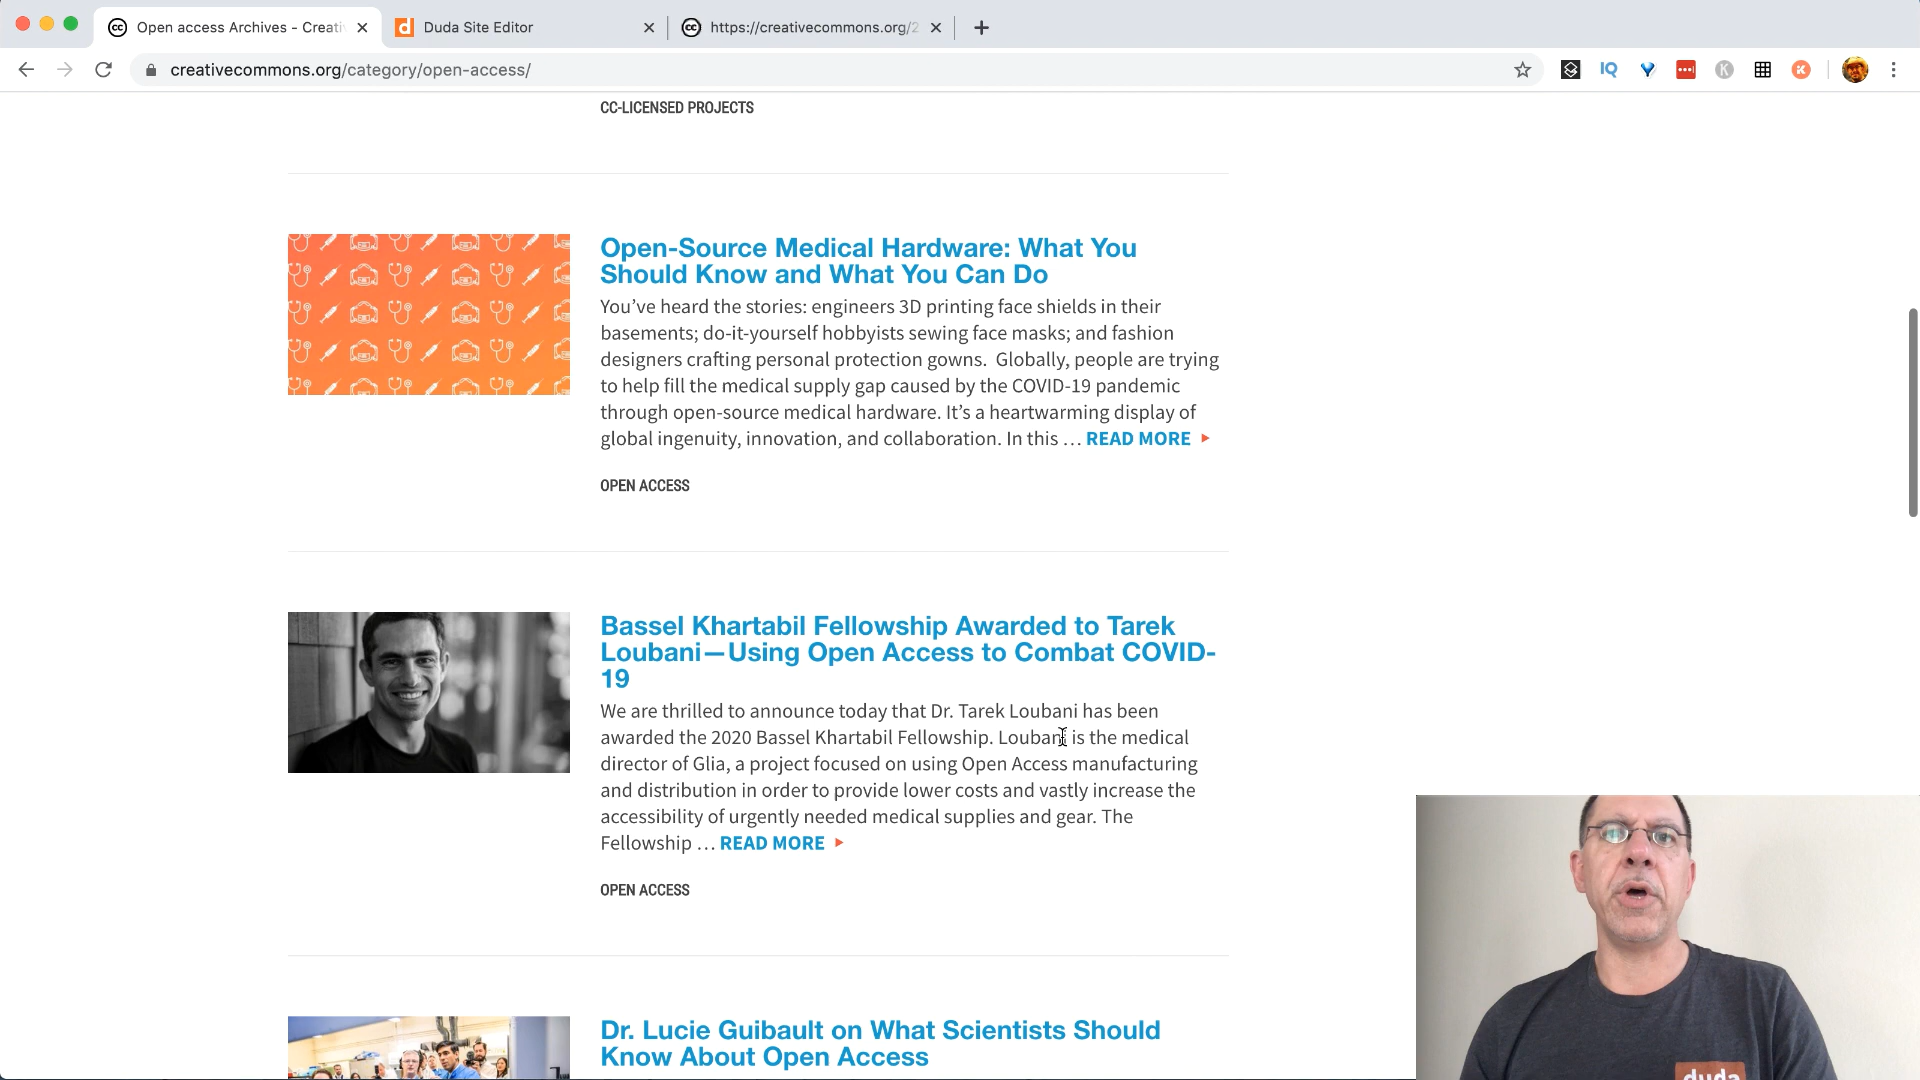 Open access Archives - Creati
Duda Site Editor
https://creativecommons.org/2
creativecommons.org/category/open-access/
IQ
CC-LICENSED PROJECTS
Open-Source Medical Hardware: What You
Should Know and What You Can Do
You’ve heard the stories: engineers 3D printing face shields in their
basements; do-it-yourself hobbyists sewing face masks; and fashion
designers crafting personal protection gowns.  Globally, people are trying
to help fill the medical supply gap caused by the COVID-19 pandemic
through open-source medical hardware. It’s a heartwarming display of
global ingenuity, innovation, and collaboration. In this … READ MORE
OPEN ACCESS
Bassel Khartabil Fellowship Awarded to Tarek
Loubani—Using Open Access to Combat COVID-
19
We are thrilled to announce today that Dr. Tarek Loubani has been
awarded the 2020 Bassel Khartabil Fellowship. Loubani is the medical
director of Glia, a project focused on using Open Access manufacturing
and distribution in order to provide lower costs and vastly increase the
accessibility of urgently needed medical supplies and gear. The
Fellowship … READ MORE
OPEN ACCESS
Dr. Lucie Guibault on What Scientists Should
Know About Open Access
duda